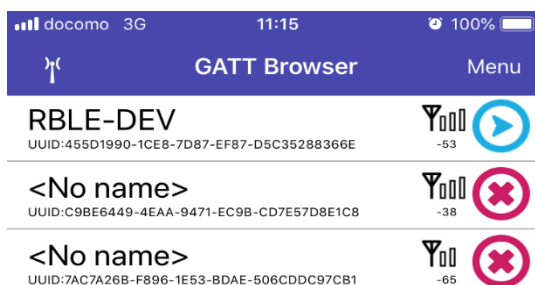 docomo 3G 11:15 100%
GATT Browser Menu
RBLE-DEV
UUID:455D1990-1CE8-7D87-EF87-D5C35288366E
-53
<No name>
UUID:C9BE6449-4EAA-9471-EC9B-CD7E57D8E1C8
-38
<No name>
UUID:7AC7A26B-F896-1E53-BDAE-506CDDC97CB1
-65